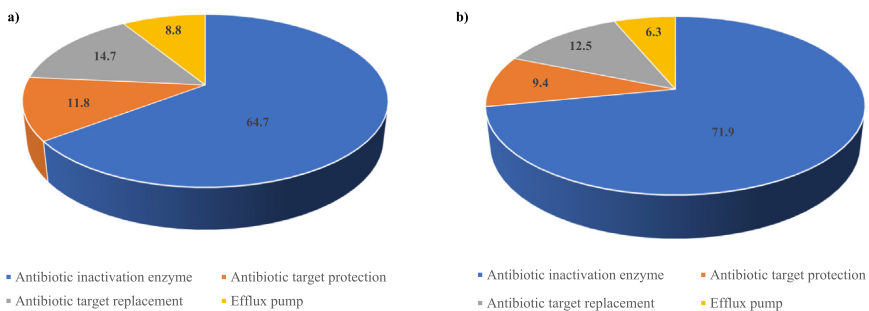 a)
8.8
14.7
11.8
64.7
Antibiotic inactivation enzyme
Antibiotic target protection
Antibiotic target replacement
Efflux pump
b)
6.3
12.5
9.4
71.9
Antibiotic inactivation enzyme
Antibiotic target protection
Antibiotic target replacement
Efflux pump